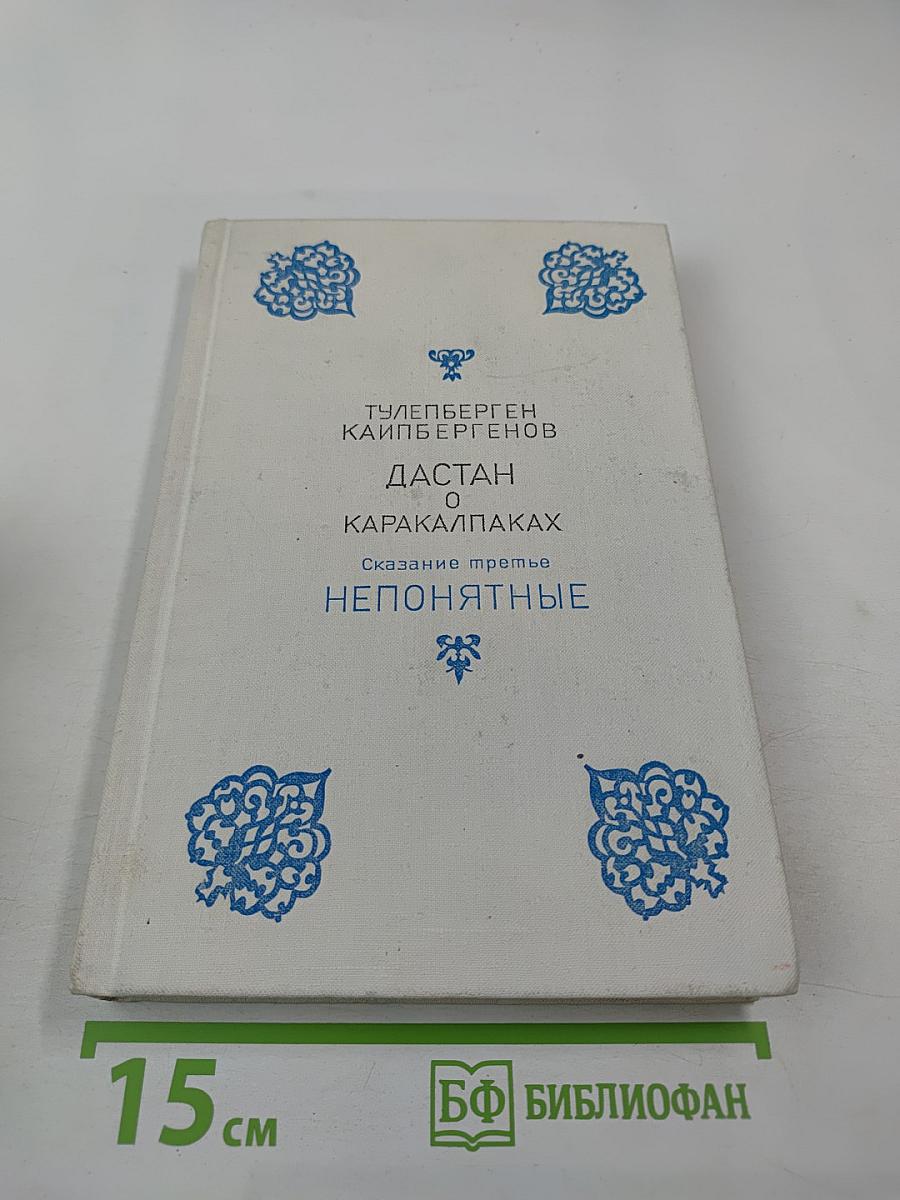 ТУЛЕПБЕРГЕН
КАИПБЕРГЕНОВ
ДАСТАН
О
КАРАКАЛПАКАХ
Сказание третье
НЕПОНЯТНЫЕ
15 см
БФ БИБЛИОФАН